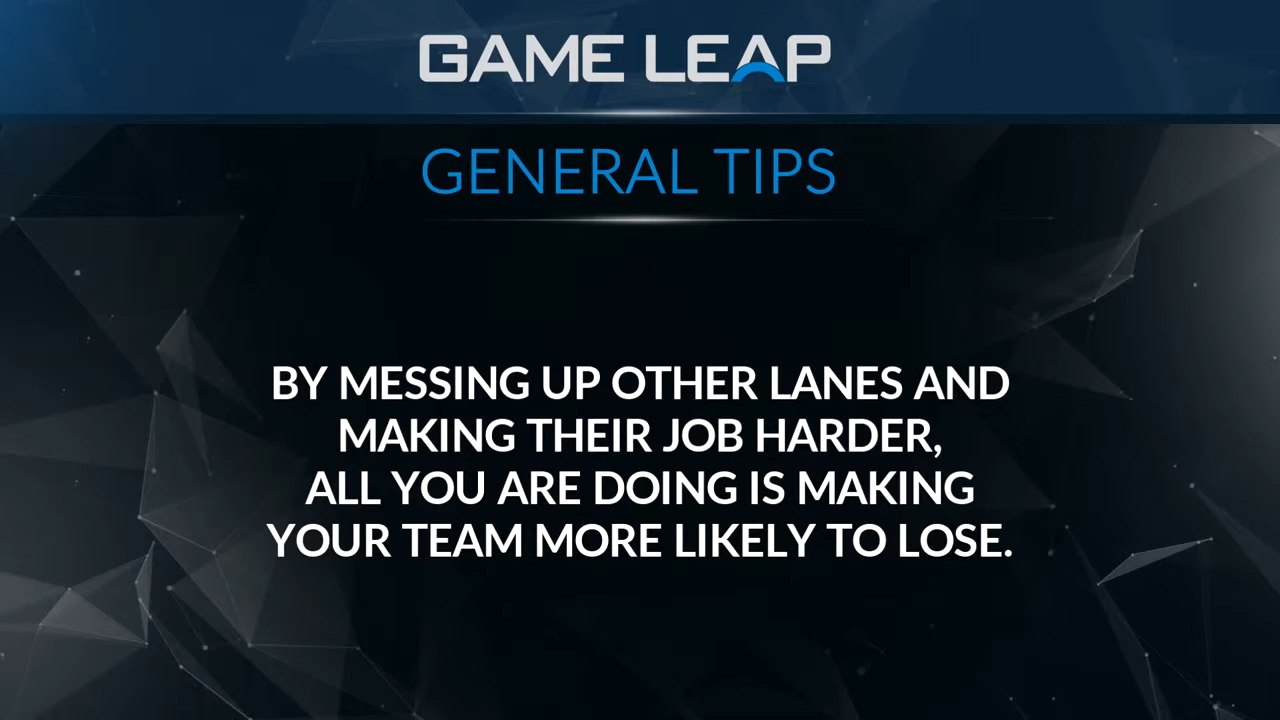 GAME LEAP
GENERAL TIPS
BY MESSING UP OTHER LANES AND
MAKING THEIR JOB HARDER,
ALL YOU ARE DOING IS MAKING
YOUR TEAM MORE LIKELY TO LOSE.